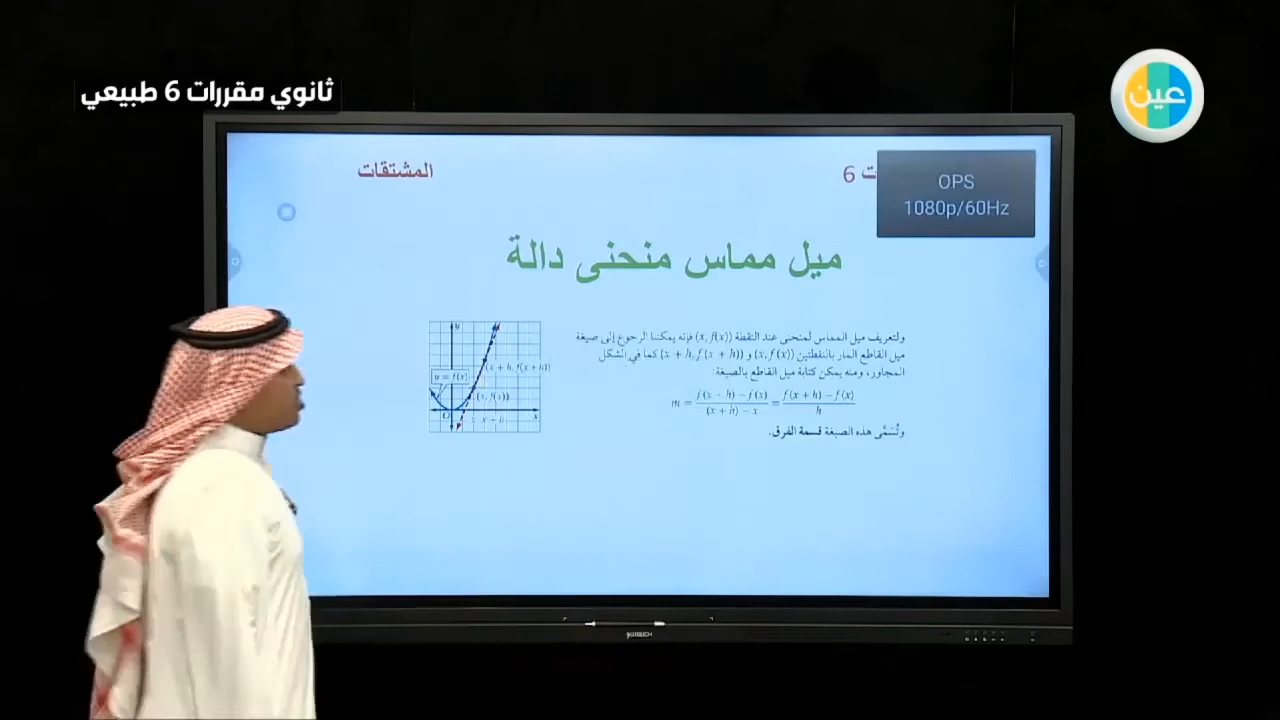 ثانوي مقررات 6 طبيعي
عين
OPS
1080p/60Hz
ات 6
المشتقات
ميل مماس منحنى دالة
ولتعريف ميل المماس لمنحنى عند النقطة (x, f(x)) فإنه يمكننا الرجوع إلى صيغة
ميل القاطع المار بالنقطتين (x, f(x)) و (x + h, f(x + h)) كما في الشكل
المجاور، ومنه يمكن كتابة ميل القاطع بالصيغة:
m = f(x + h) − f(x) / (x + h) − x = f(x + h) − f(x) / h
وتُسَمَّى هذه الصيغة قسمة الفرق.
y
(x + h, f(x + h))
y = f(x)
(x, f(x))
O x x + h x